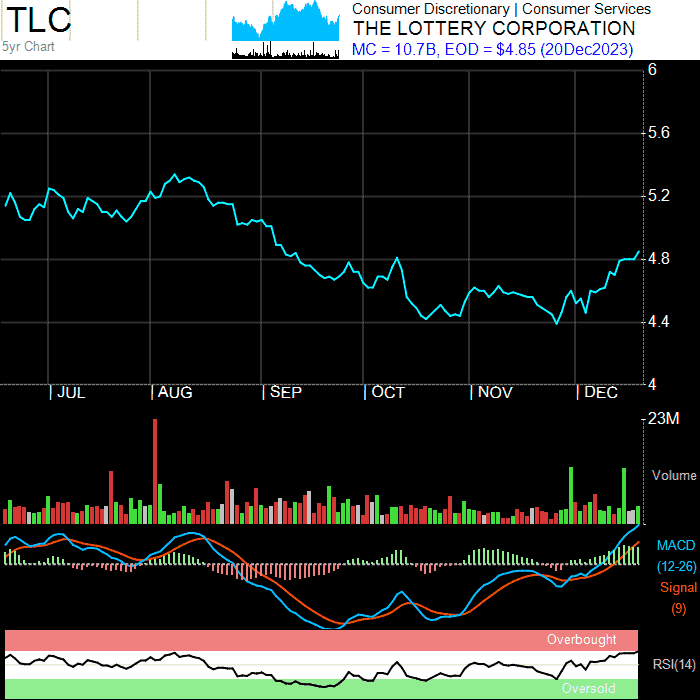 TLC
5yr Chart
Consumer Discretionary | Consumer Services
THE LOTTERY CORPORATION
MC = 10.7B, EOD = $4.85 (20Dec2023)
6
5.6
5.2
4.8
4.4
4
JUL
AUG
SEP
OCT
NOV
DEC
23M
Volume
MACD
(12-26)
Signal
(9)
Overbought
RSI(14)
Oversold